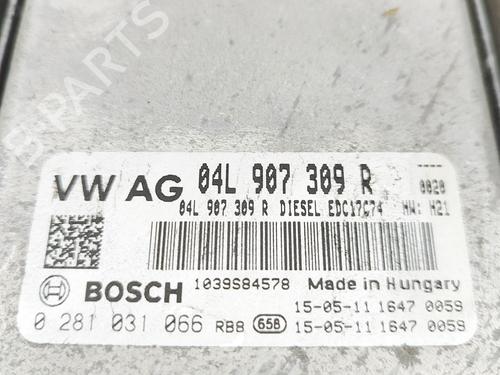 B-PARTS
VW AG 04L 907 309 R 0020
04L 907 309 R DIESEL EDC17C74 HW: H21
BOSCH 1039S84578 Made in Hungary
15-05-11 1647 0059
0 281 031 066 RB8 658 15-05-11 1647 0059